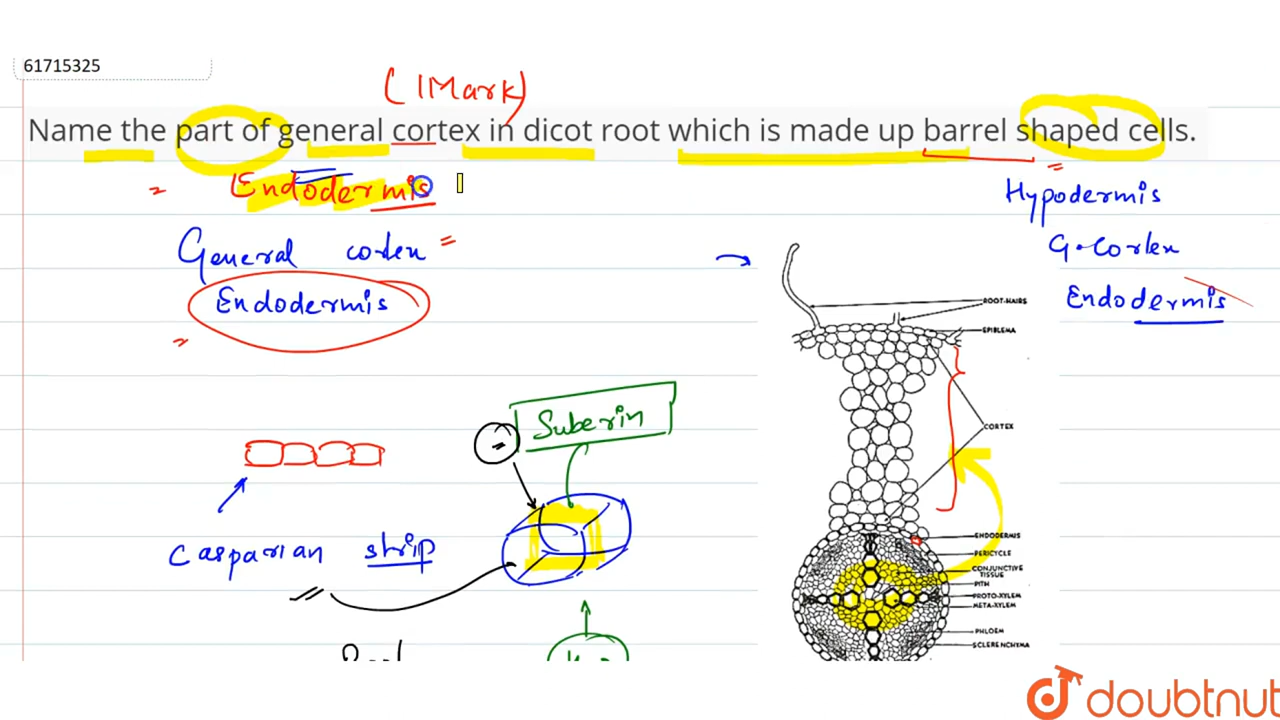 61715325
(1Mark)
Name the part of general cortex in dicot root which is made up barrel shaped cells.
= Endodermis
Hypodermis
General cortex =
G. Cortex
Endodermis
Endodermis
ROOT-HAIRS
EPIBLEMA
CORTEX
Suberin
Casparian strip
ENDODERMIS
PERICYCLE
CONJUNCTIVE
TISSUE
PITH
PROTO-XYLEM
META-XYLEM
PHLOEM
SCLERENCHYMA
doubtnut